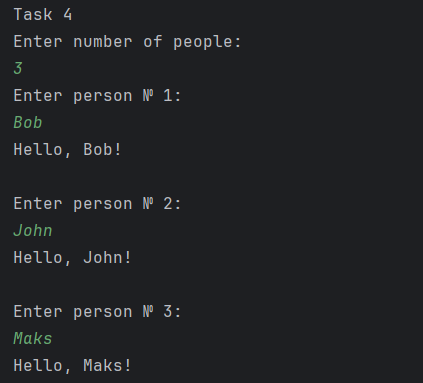 Task 4
Enter number of people:
3
Enter person № 1:
Bob
Hello, Bob!
Enter person № 2:
John
Hello, John!
Enter person № 3:
Maks
Hello, Maks!